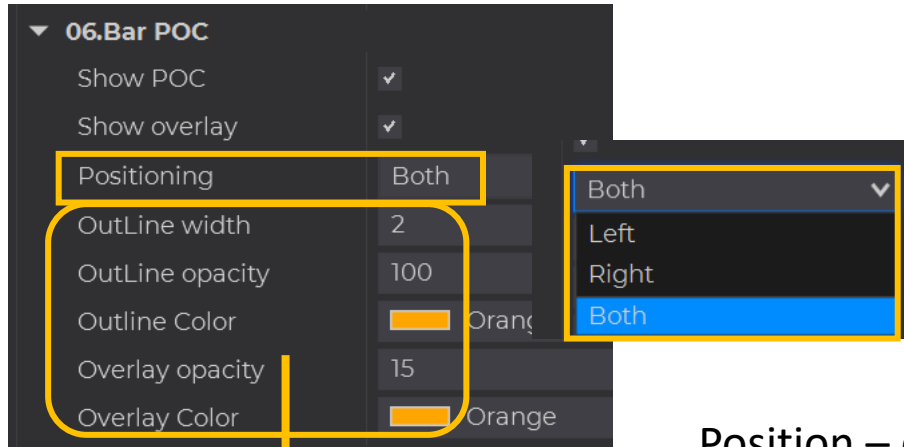 06.Bar POC
Show POC
Show overlay
Positioning Both
OutLine width 2
OutLine opacity 100
Outline Color
Overlay opacity 15
Overlay Color Orange
Both
Left
Right
Both
Position –